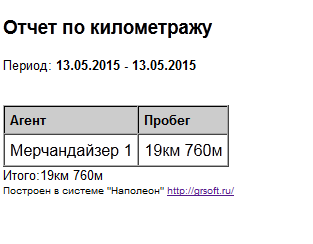 Отчет по километражу
Период: 13.05.2015 - 13.05.2015
Агент Пробег
Мерчандайзер 1 19км 760м
Итого:19км 760м
Построен в системе "Наполеон" http://grsoft.ru/